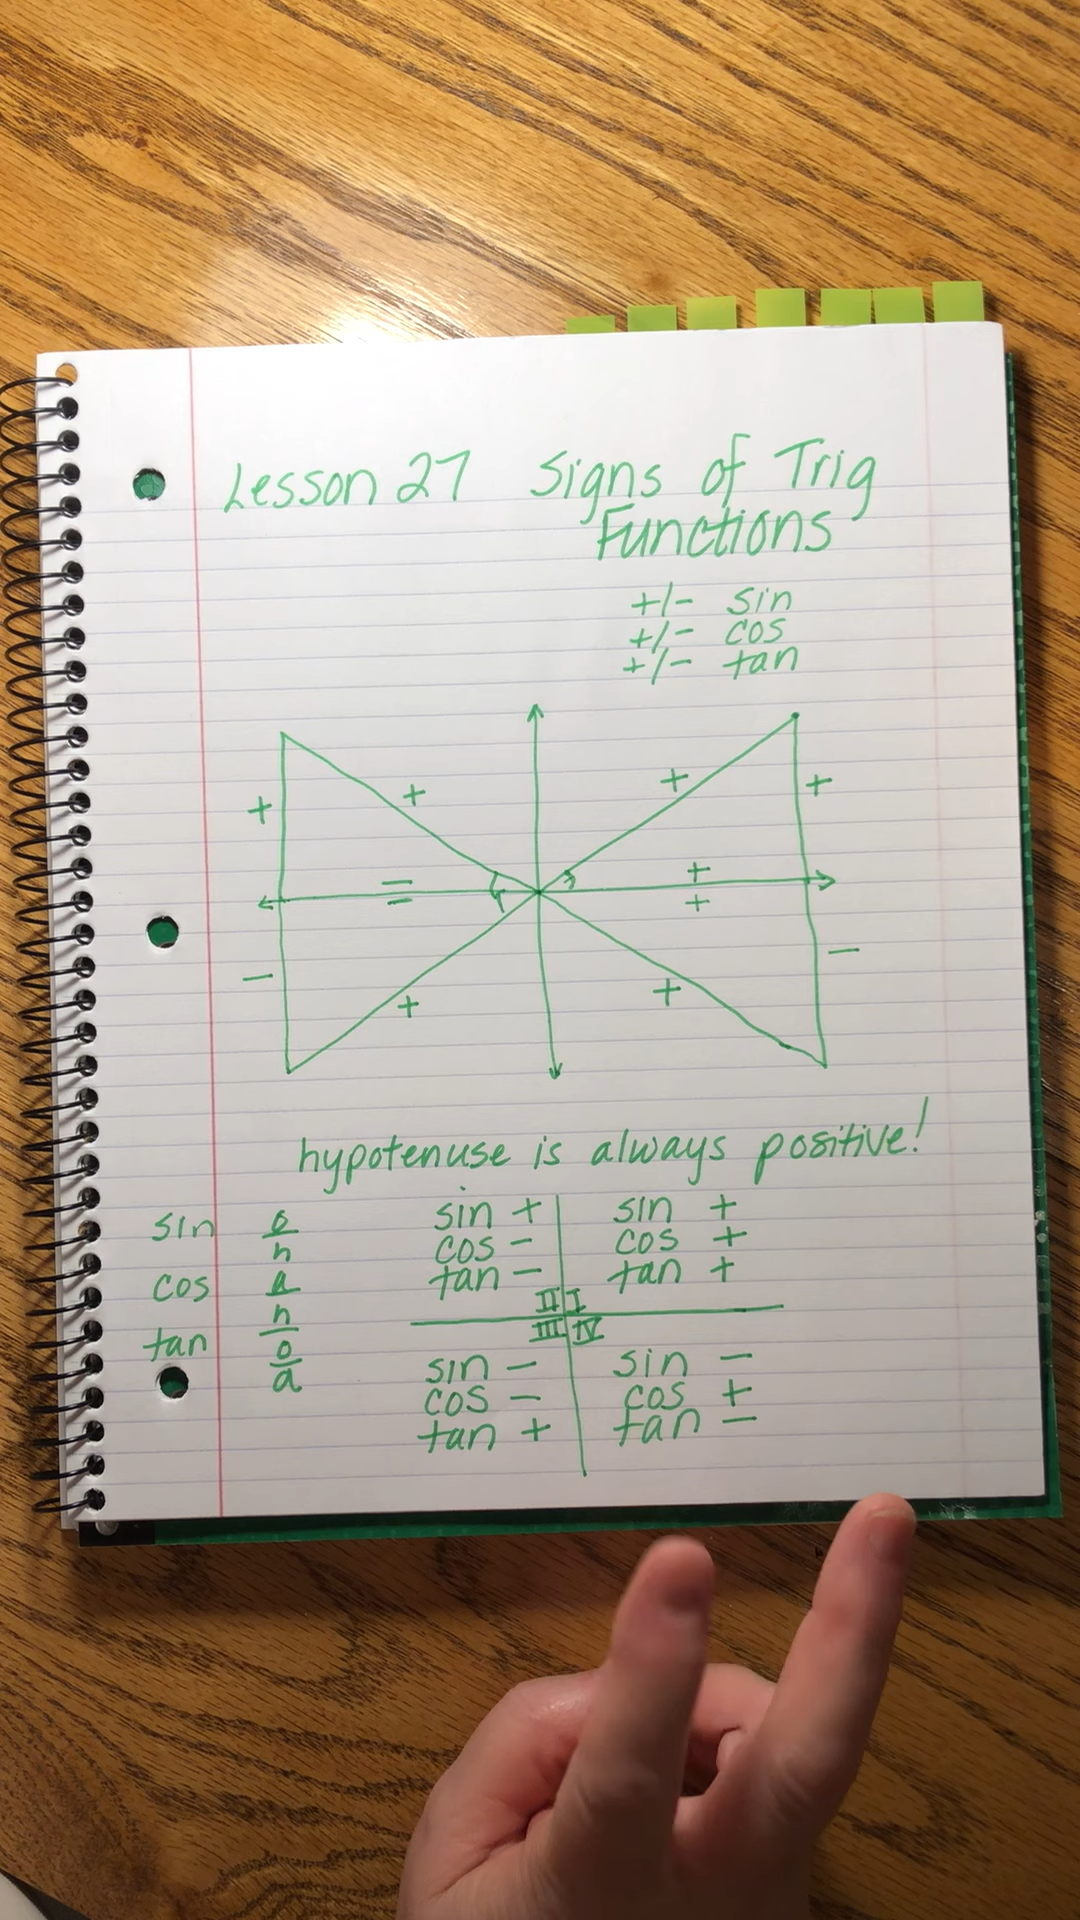 Lesson 27 Signs of Trig
Functions
+/- sin
+/- cos
+/- tan
+ + + +
− +
− +
− + + −
hypotenuse is always positive!
sin o/h
cos a/h
tan o/a
sin + sin +
cos − cos +
tan − tan +
II I
III IV
sin − sin −
cos − cos +
tan + tan −